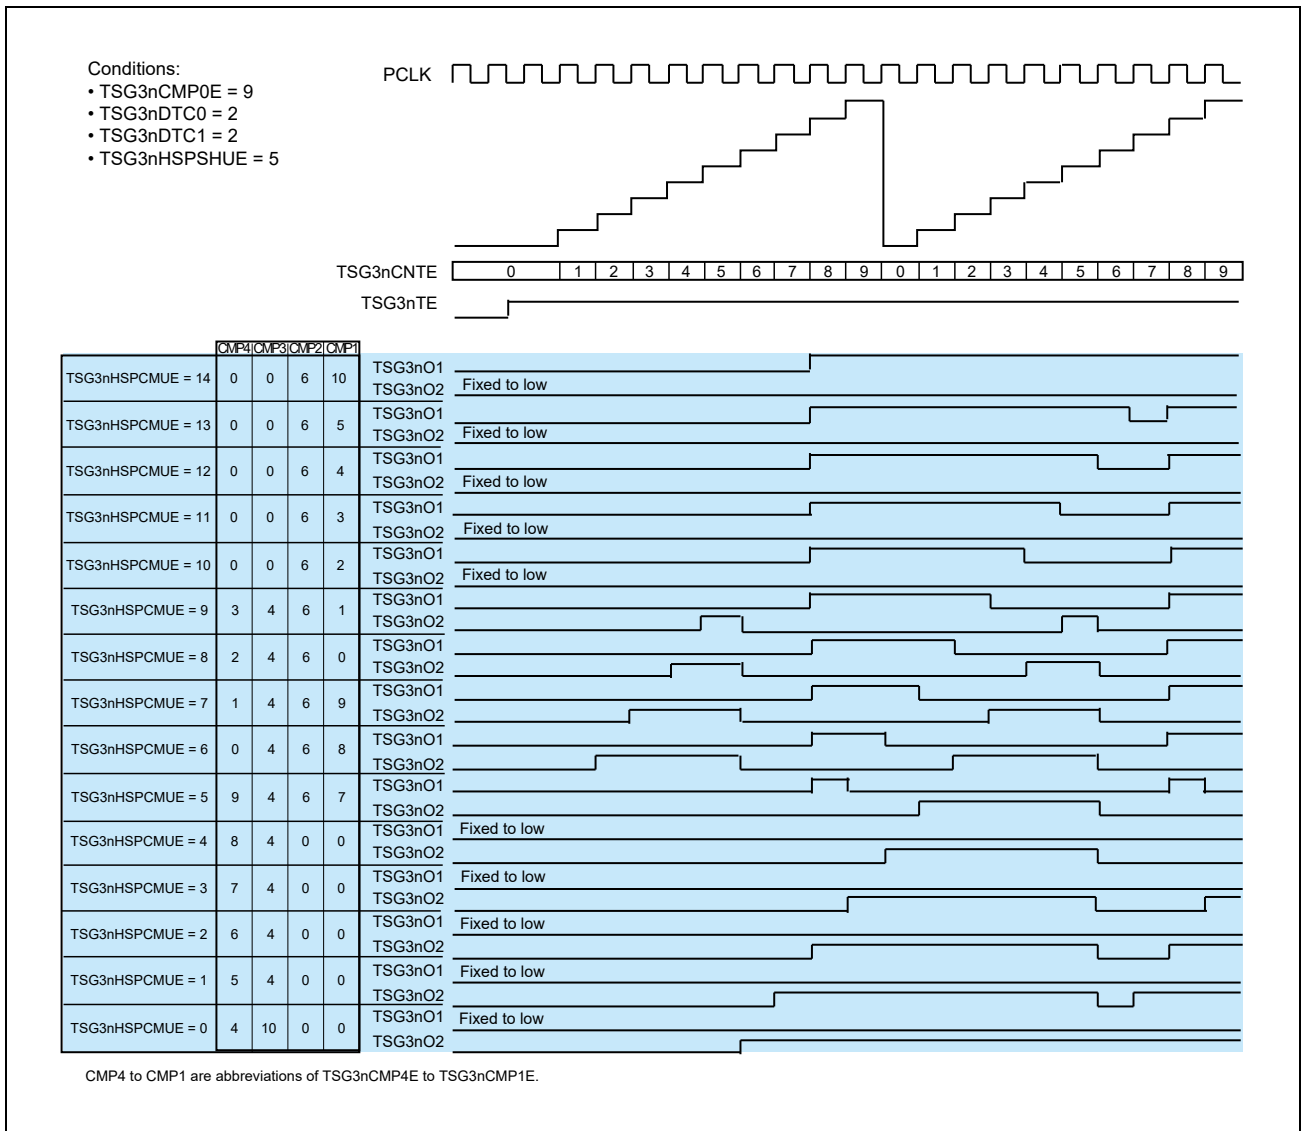 Conditions:
• TSG3nCMP0E = 9
• TSG3nDTC0 = 2
• TSG3nDTC1 = 2
• TSG3nHSPSHUE = 5
PCLK
TSG3nCNTE 0 1 2 3 4 5 6 7 8 9 0 1 2 3 4 5 6 7 8 9
TSG3nTE
CMP4 CMP3 CMP2 CMP1
TSG3nHSPCMUE = 14 0 0 6 10
TSG3nO1
TSG3nO2 Fixed to low
TSG3nHSPCMUE = 13 0 0 6 5
TSG3nO1
TSG3nO2 Fixed to low
TSG3nHSPCMUE = 12 0 0 6 4
TSG3nO1
TSG3nO2 Fixed to low
TSG3nHSPCMUE = 11 0 0 6 3
TSG3nO1
TSG3nO2 Fixed to low
TSG3nHSPCMUE = 10 0 0 6 2
TSG3nO1
TSG3nO2 Fixed to low
TSG3nHSPCMUE = 9 3 4 6 1
TSG3nO1
TSG3nO2
TSG3nHSPCMUE = 8 2 4 6 0
TSG3nO1
TSG3nO2
TSG3nHSPCMUE = 7 1 4 6 9
TSG3nO1
TSG3nO2
TSG3nHSPCMUE = 6 0 4 6 8
TSG3nO1
TSG3nO2
TSG3nHSPCMUE = 5 9 4 6 7
TSG3nO1
TSG3nO2
TSG3nHSPCMUE = 4 8 4 0 0
TSG3nO1 Fixed to low
TSG3nO2
TSG3nHSPCMUE = 3 7 4 0 0
TSG3nO1 Fixed to low
TSG3nO2
TSG3nHSPCMUE = 2 6 4 0 0
TSG3nO1 Fixed to low
TSG3nO2
TSG3nHSPCMUE = 1 5 4 0 0
TSG3nO1 Fixed to low
TSG3nO2
TSG3nHSPCMUE = 0 4 10 0 0
TSG3nO1 Fixed to low
TSG3nO2
CMP4 to CMP1 are abbreviations of TSG3nCMP4E to TSG3nCMP1E.